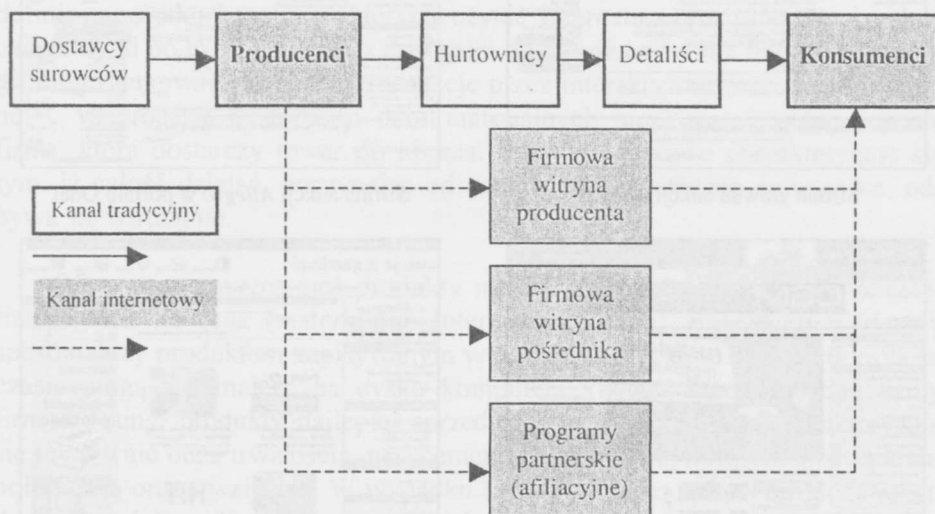 Dostawcy
surowców
Producenci
Hurtownicy
Detaliści
Konsumenci
Firmowa
witryna
producenta
Kanał tradycyjny
Kanał internetowy
Firmowa
witryna
pośrednika
Programy
partnerskie
(afiliacyjne)